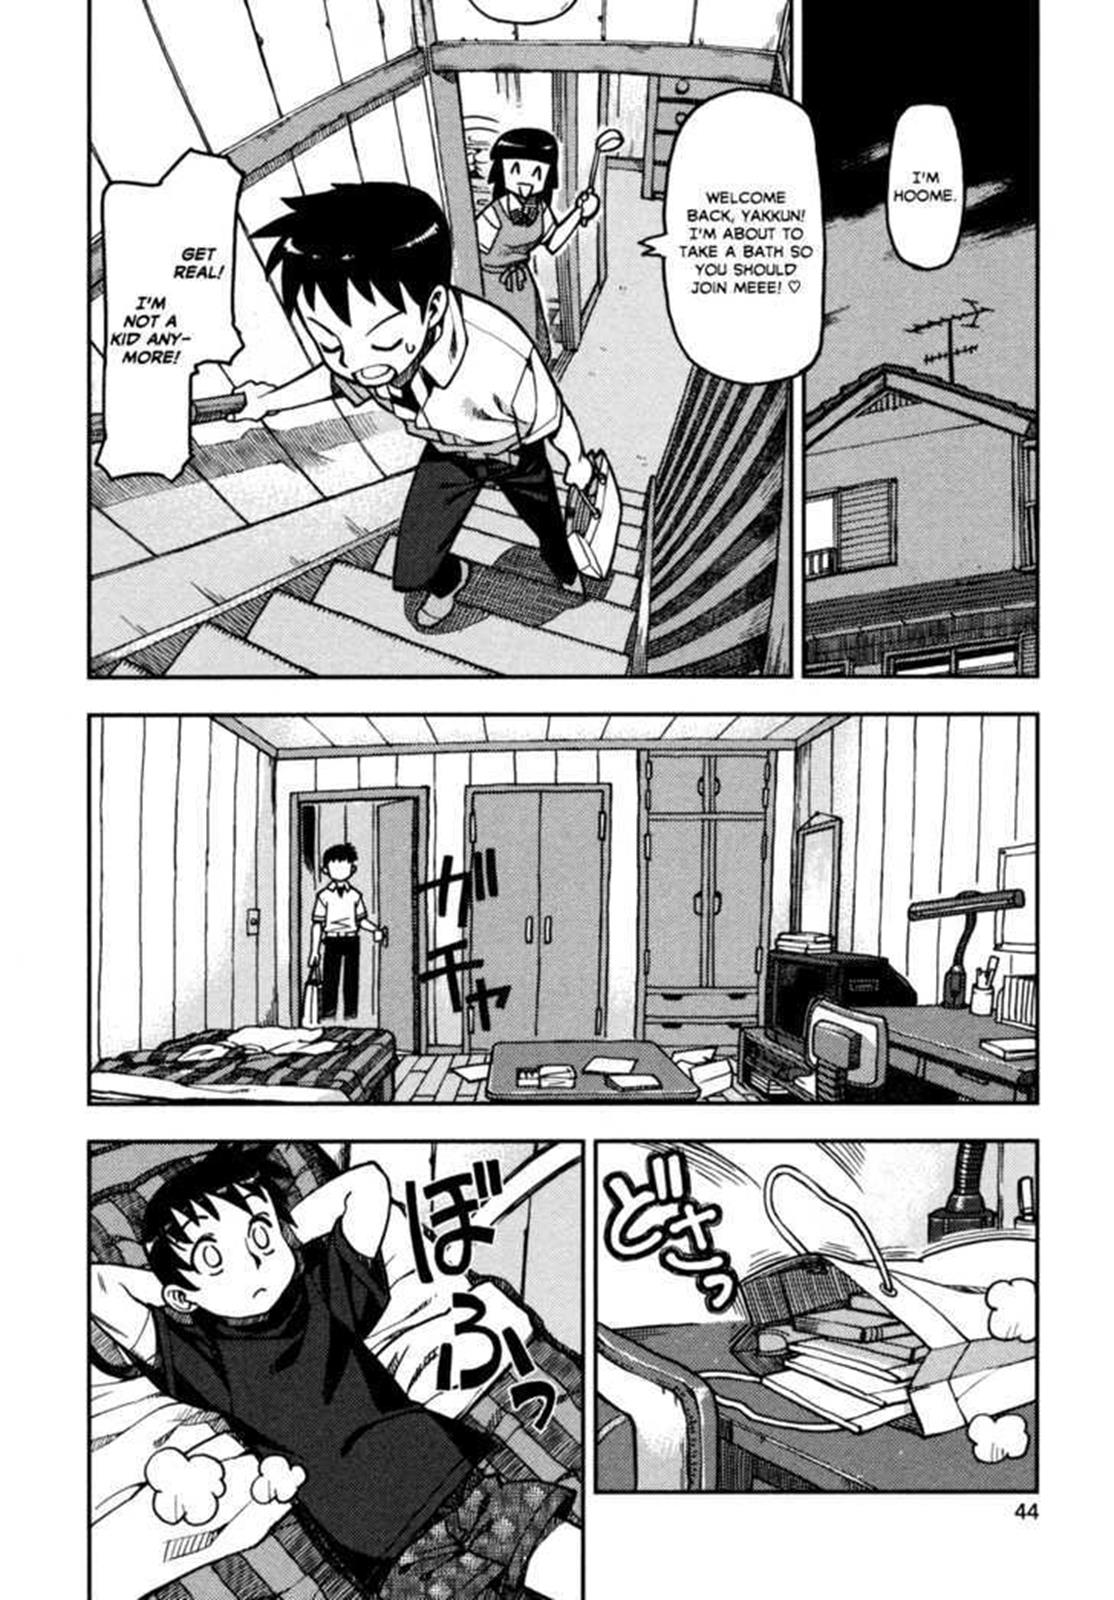 I'M
HOOME.
WELCOME
BACK, YAKKUN!
I'M ABOUT TO
TAKE A BATH SO
YOU SHOULD
JOIN MEEE! ♡
GET
REAL!
I'M
NOT A
KID ANY-
MORE!
ガチャ
どさっ
ぼふっ
44